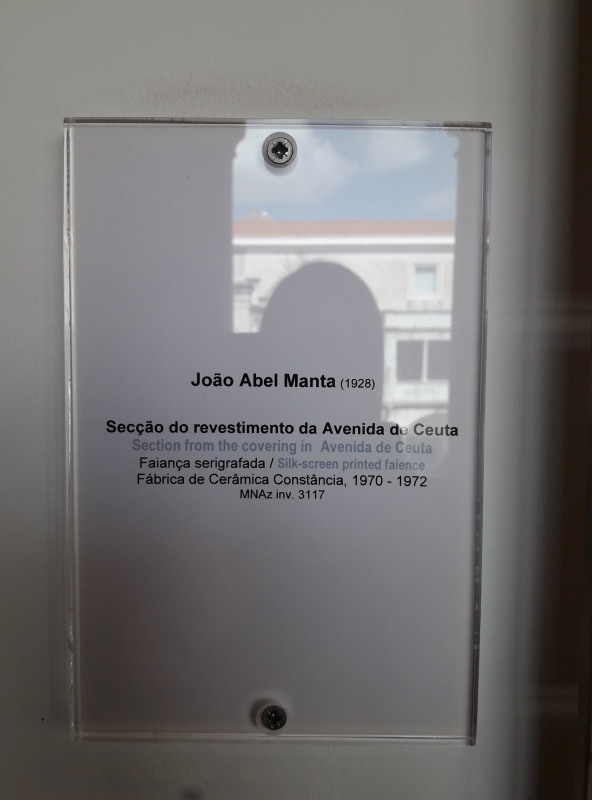 João Abel Manta (1928)
Secção do revestimento da Avenida de Ceuta
Section from the covering in Avenida de Ceuta
Faiança serigrafada / Silk-screen printed faience
Fábrica de Cerâmica Constância, 1970 - 1972
MNAz inv. 3117